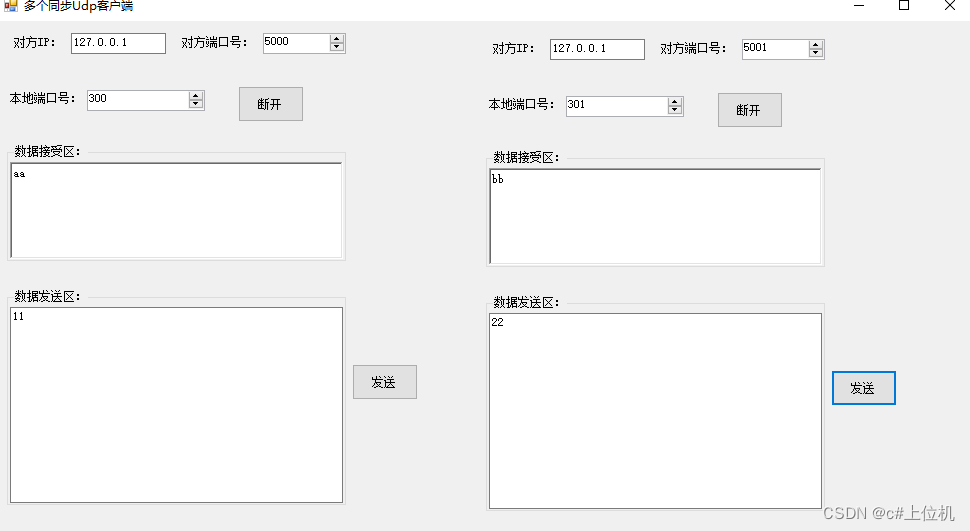 多个同步Udp客户端
对方IP： 127.0.0.1 对方端口号： 5000
本地端口号： 300 断开
数据接受区：
aa
数据发送区：
11
发送
对方IP： 127.0.0.1 对方端口号： 5001
本地端口号： 301 断开
数据接受区：
bb
数据发送区：
22
发送
CSDN @c#上位机